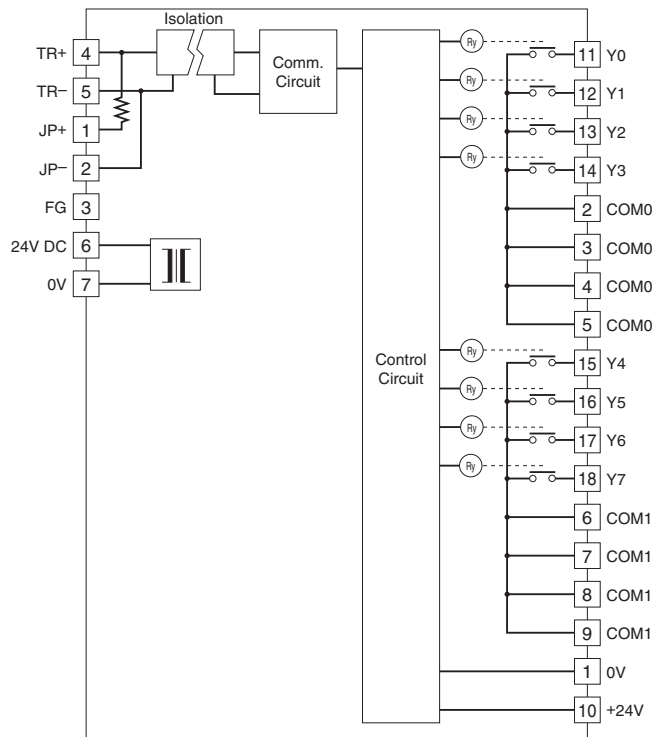 Isolation
TR+ 4
TR− 5
JP+ 1
JP− 2
FG 3
24V DC 6
0V 7
Comm.
Circuit
Control
Circuit
Ry
11 Y0
Ry
12 Y1
Ry
13 Y2
Ry
14 Y3
2 COM0
3 COM0
4 COM0
5 COM0
Ry
15 Y4
Ry
16 Y5
Ry
17 Y6
Ry
18 Y7
6 COM1
7 COM1
8 COM1
9 COM1
1 0V
10 +24V